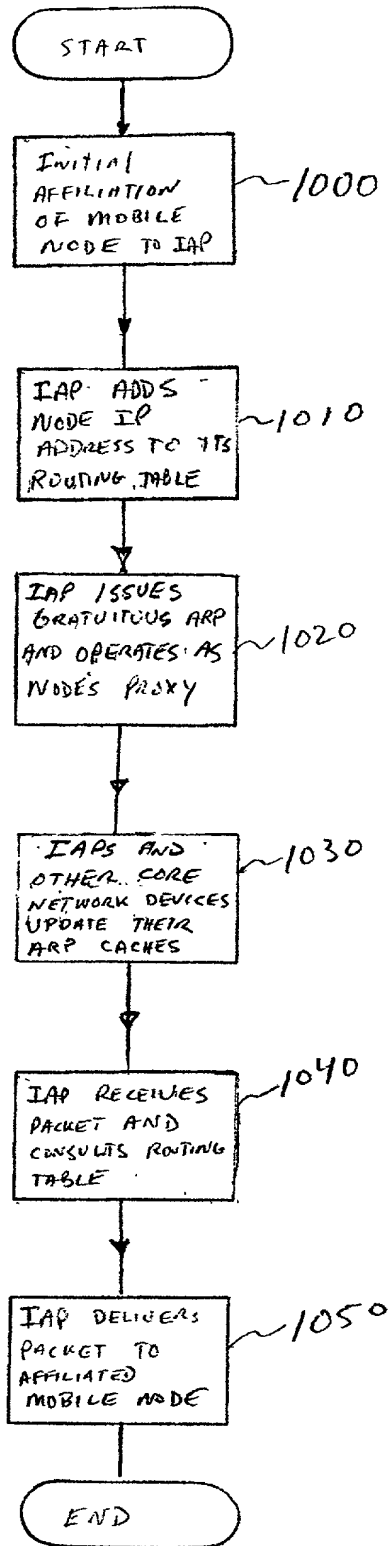 START
Initial
AFFILIATION
OF MOBILE
NODE TO IAP
1000
IAP ADDS
NODE IP
ADDRESS TO ITS
ROUTING TABLE
1010
IAP ISSUES
GRATUITOUS ARP
AND OPERATES AS
NODES PROXY
1020
IAPS AND
OTHER CORE
NETWORK DEVICES
UPDATE THEIR
ARP CACHES
1030
IAP RECEIVES
PACKET AND
CONSULTS ROUTING
TABLE
1040
IAP DELIVERS
PACKET TO
AFFILIATED
MOBILE NODE
1050
END